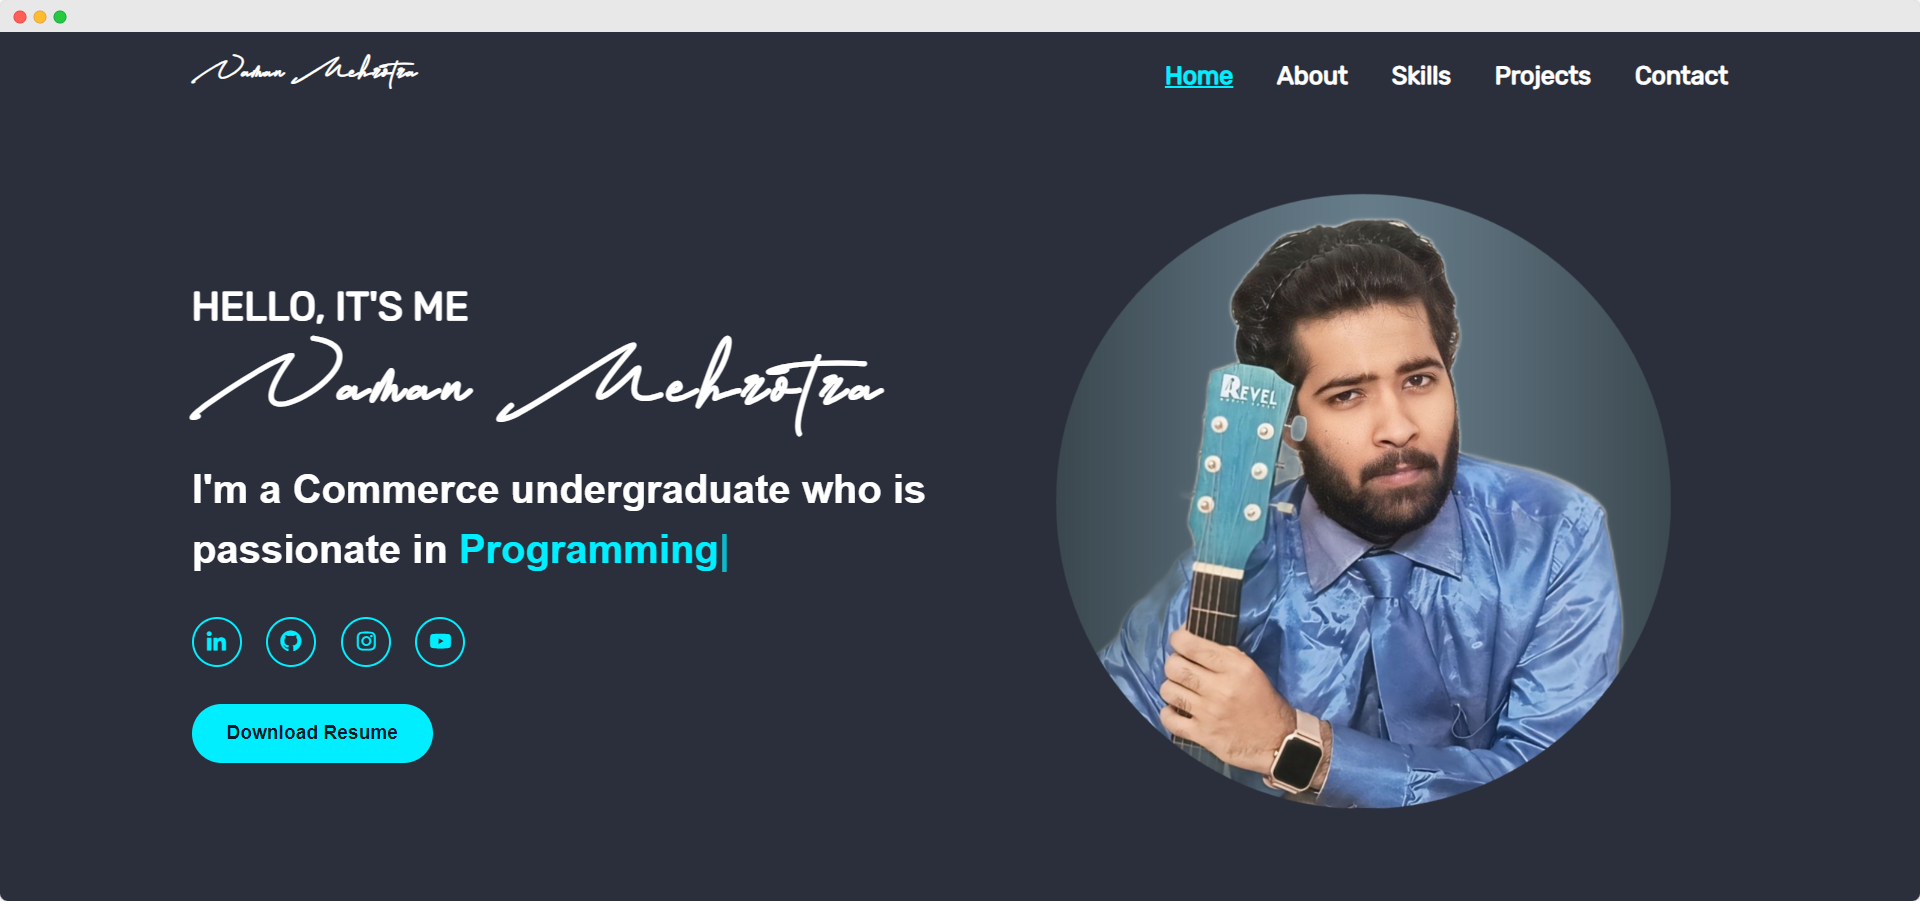 Naman Mehrotra
Home About Skills Projects Contact
HELLO, IT'S ME
Naman Mehrotra
I'm a Commerce undergraduate who is
passionate in Programming|
in
Download Resume
REVEL